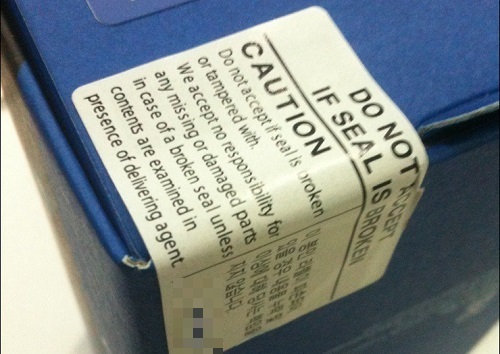 DO NOT ACCEPT
IF SEAL IS BROKEN
CAUTION
Do not accept if seal is broken
or tampered with.
We accept no responsibility for
any missing or damaged parts
in case of a broken seal unless
contents are examined in
presence of delivering agent.